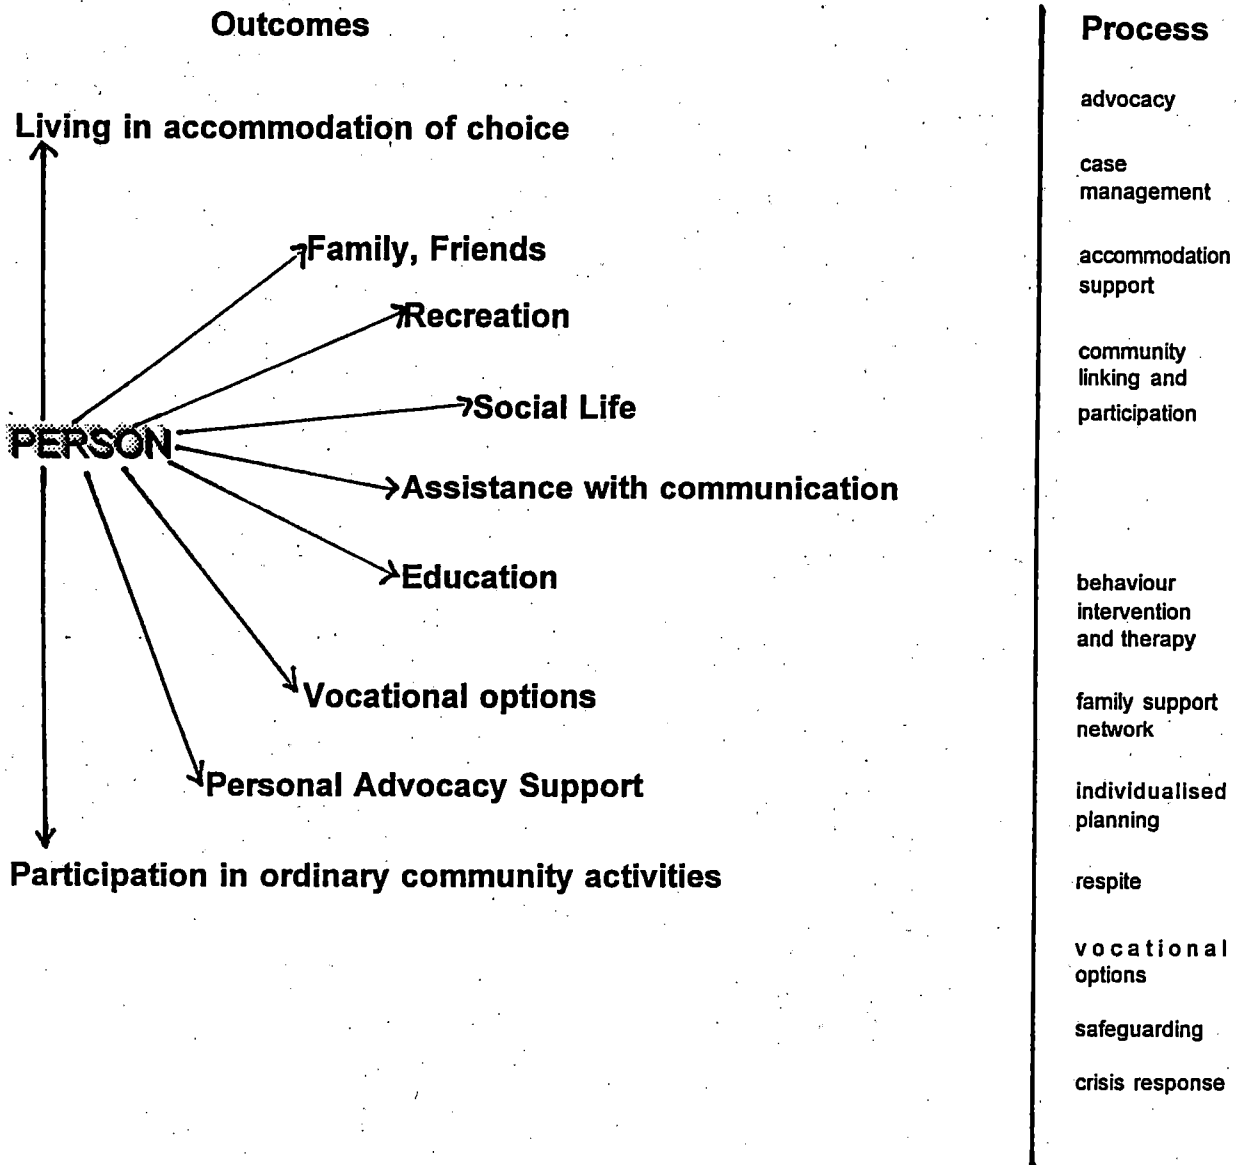 Outcomes
Living in accommodation of choice
Family, Friends
Recreation
Social Life
PERSON
Assistance with communication
Education
Vocational options
Personal Advocacy Support
Participation in ordinary community activities
Process
advocacy
case
management
accommodation
support
community
linking and
participation
behaviour
intervention
and therapy
family support
network
individualised
planning
respite
vocational
options
safeguarding
crisis response